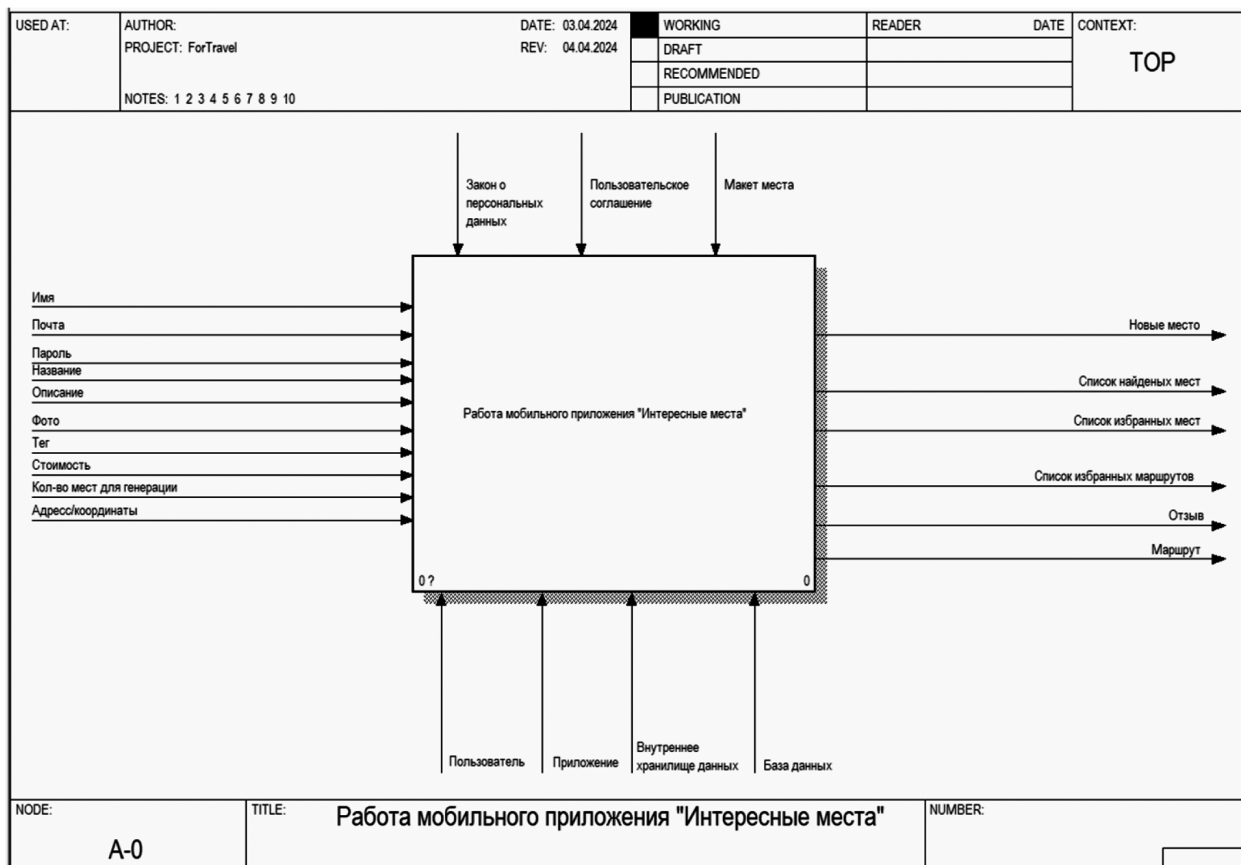 USED AT:
AUTHOR:
DATE: 03.04.2024
WORKING
READER
DATE
CONTEXT:
PROJECT: ForTravel
REV: 04.04.2024
DRAFT
TOP
RECOMMENDED
NOTES: 1 2 3 4 5 6 7 8 9 10
PUBLICATION
Закон о
персональных
данных
Пользовательское
соглашение
Макет места
Имя
Почта
Пароль
Название
Описание
Фото
Тег
Стоимость
Кол-во мест для генерации
Адресс/координаты
Работа мобильного приложения "Интересные места"
0 ?
0
Новые место
Список найденых мест
Список избранных мест
Список избранных маршрутов
Отзыв
Маршрут
Пользователь
Приложение
Внутреннее
хранилище данных
База данных
NODE:
A-0
TITLE:
Работа мобильного приложения "Интересные места"
NUMBER: